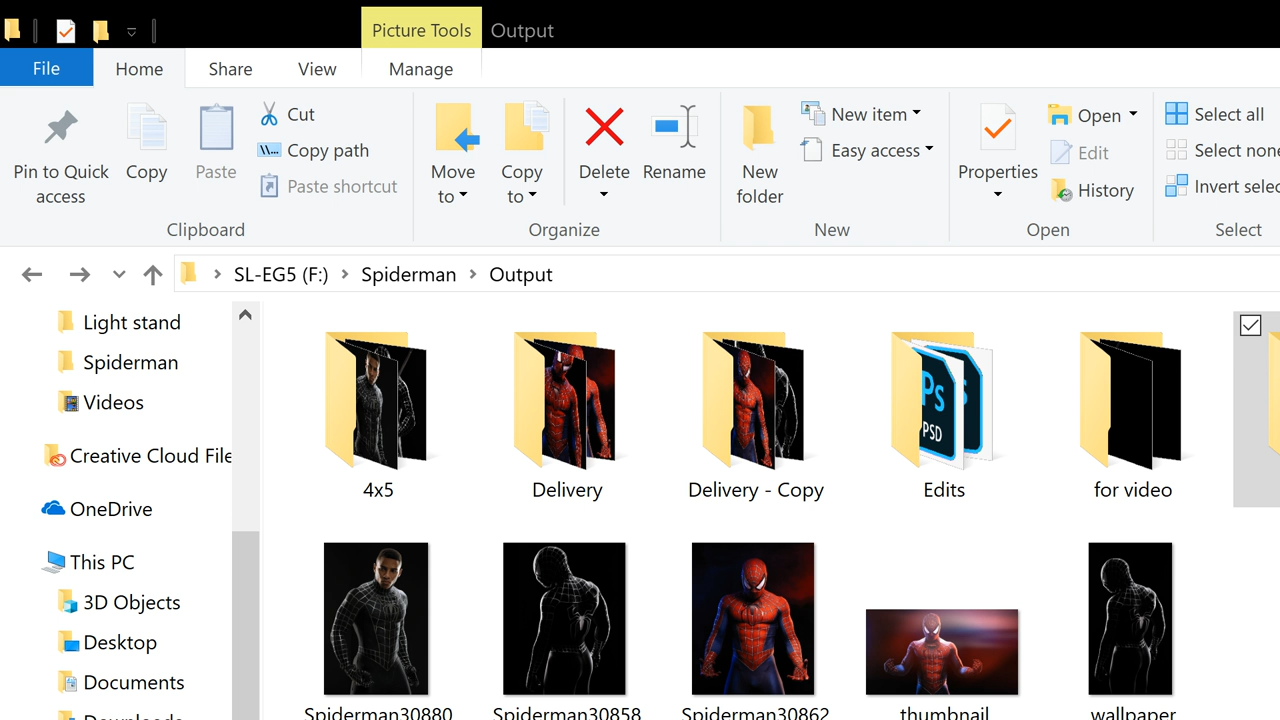 Picture Tools
Output
File
Home
Share
View
Manage
Pin to Quick
access
Copy
Paste
Cut
Copy path
Paste shortcut
Clipboard
Move
to
Copy
to
Delete
Rename
Organize
New
folder
New item
Easy access
New
Properties
Open
Edit
History
Open
Select all
Select none
Invert selec
Select
SL-EG5 (F:)
Spiderman
Output
Light stand
Spiderman
Videos
Creative Cloud File
OneDrive
This PC
3D Objects
Desktop
Documents
Downloads
4x5
Delivery
Delivery - Copy
Ps
PSD
Edits
for video
Spiderman30880
Spiderman30858
Spiderman30862
thumbnail
wallpaper